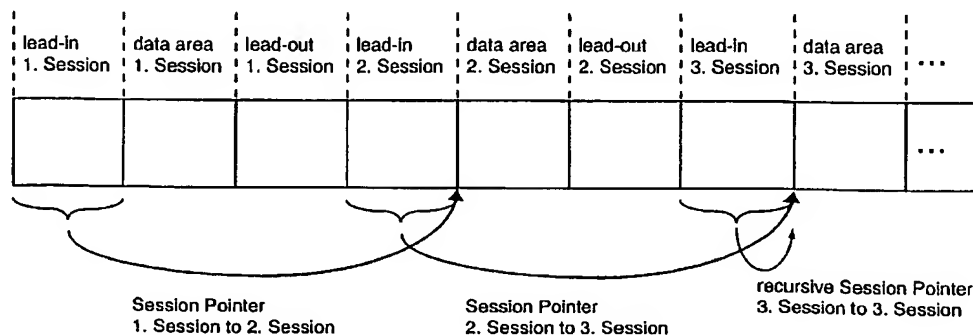 lead-in
1. Session
data area
1. Session
lead-out
1. Session
lead-in
2. Session
data area
2. Session
lead-out
2. Session
lead-in
3. Session
data area
3. Session
...
...
Session Pointer
1. Session to 2. Session
Session Pointer
2. Session to 3. Session
recursive Session Pointer
3. Session to 3. Session